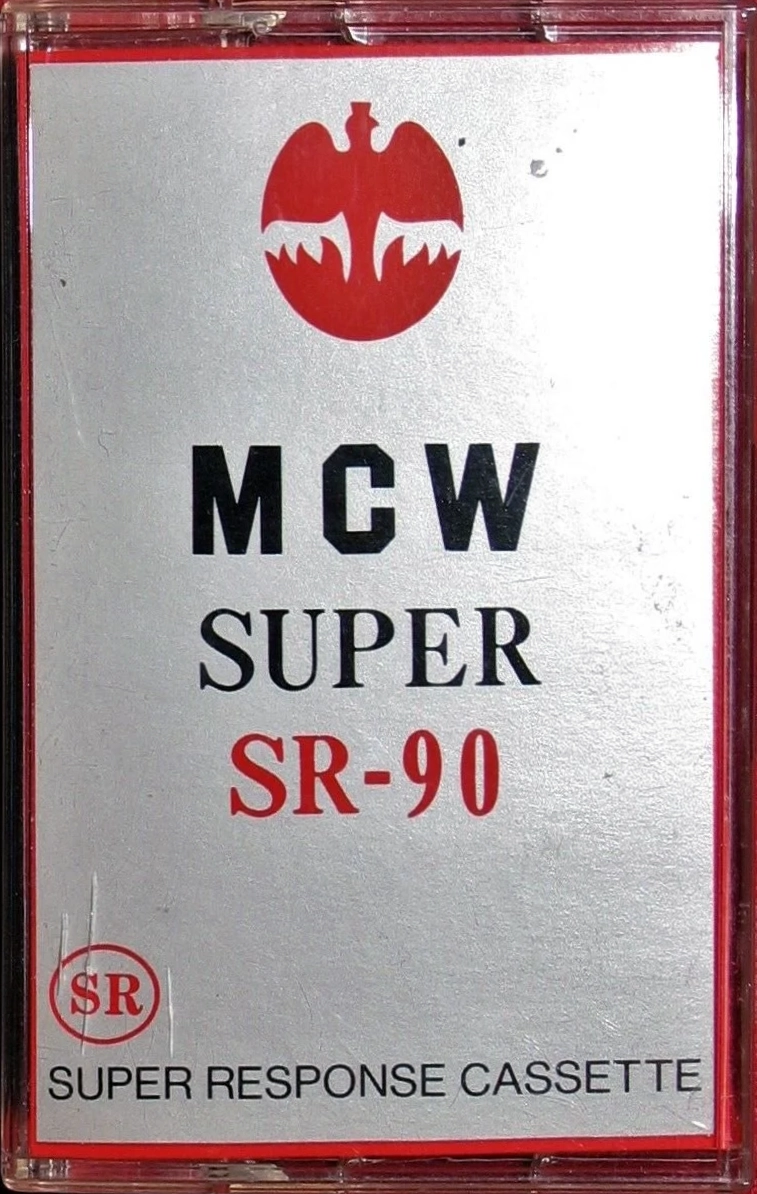 MCW
SUPER
SR-90
SR
SUPER RESPONSE CASSETTE